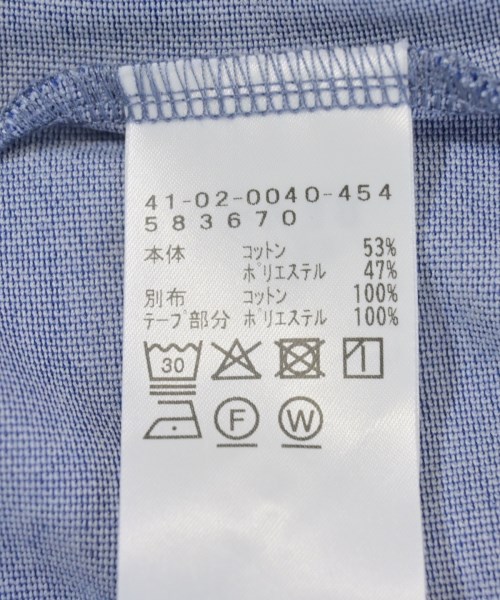 41-02-0040-454
583670
本体 コットン 53%
ポリエステル 47%
別布 コットン 100%
テープ部分 ポリエステル 100%
30
F W